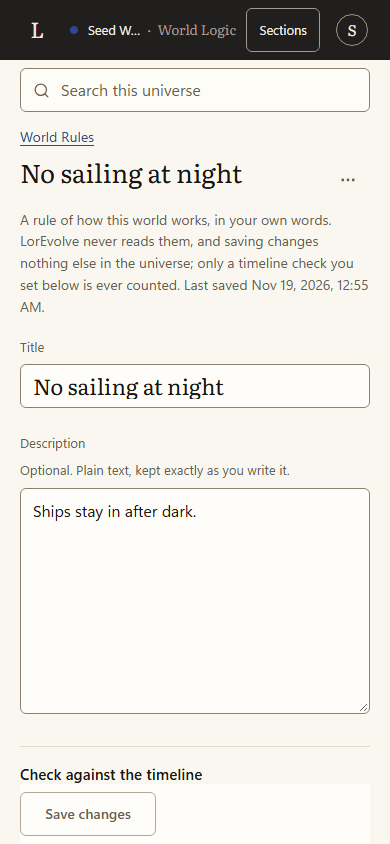 L
Seed W... · World Logic
Sections
S
Search this universe
World Rules
No sailing at night
...
A rule of how this world works, in your own words.
LorEvolve never reads them, and saving changes
nothing else in the universe; only a timeline check you
set below is ever counted. Last saved Nov 19, 2026, 12:55
AM.
Title
No sailing at night
Description
Optional. Plain text, kept exactly as you write it.
Ships stay in after dark.
Check against the timeline
Save changes